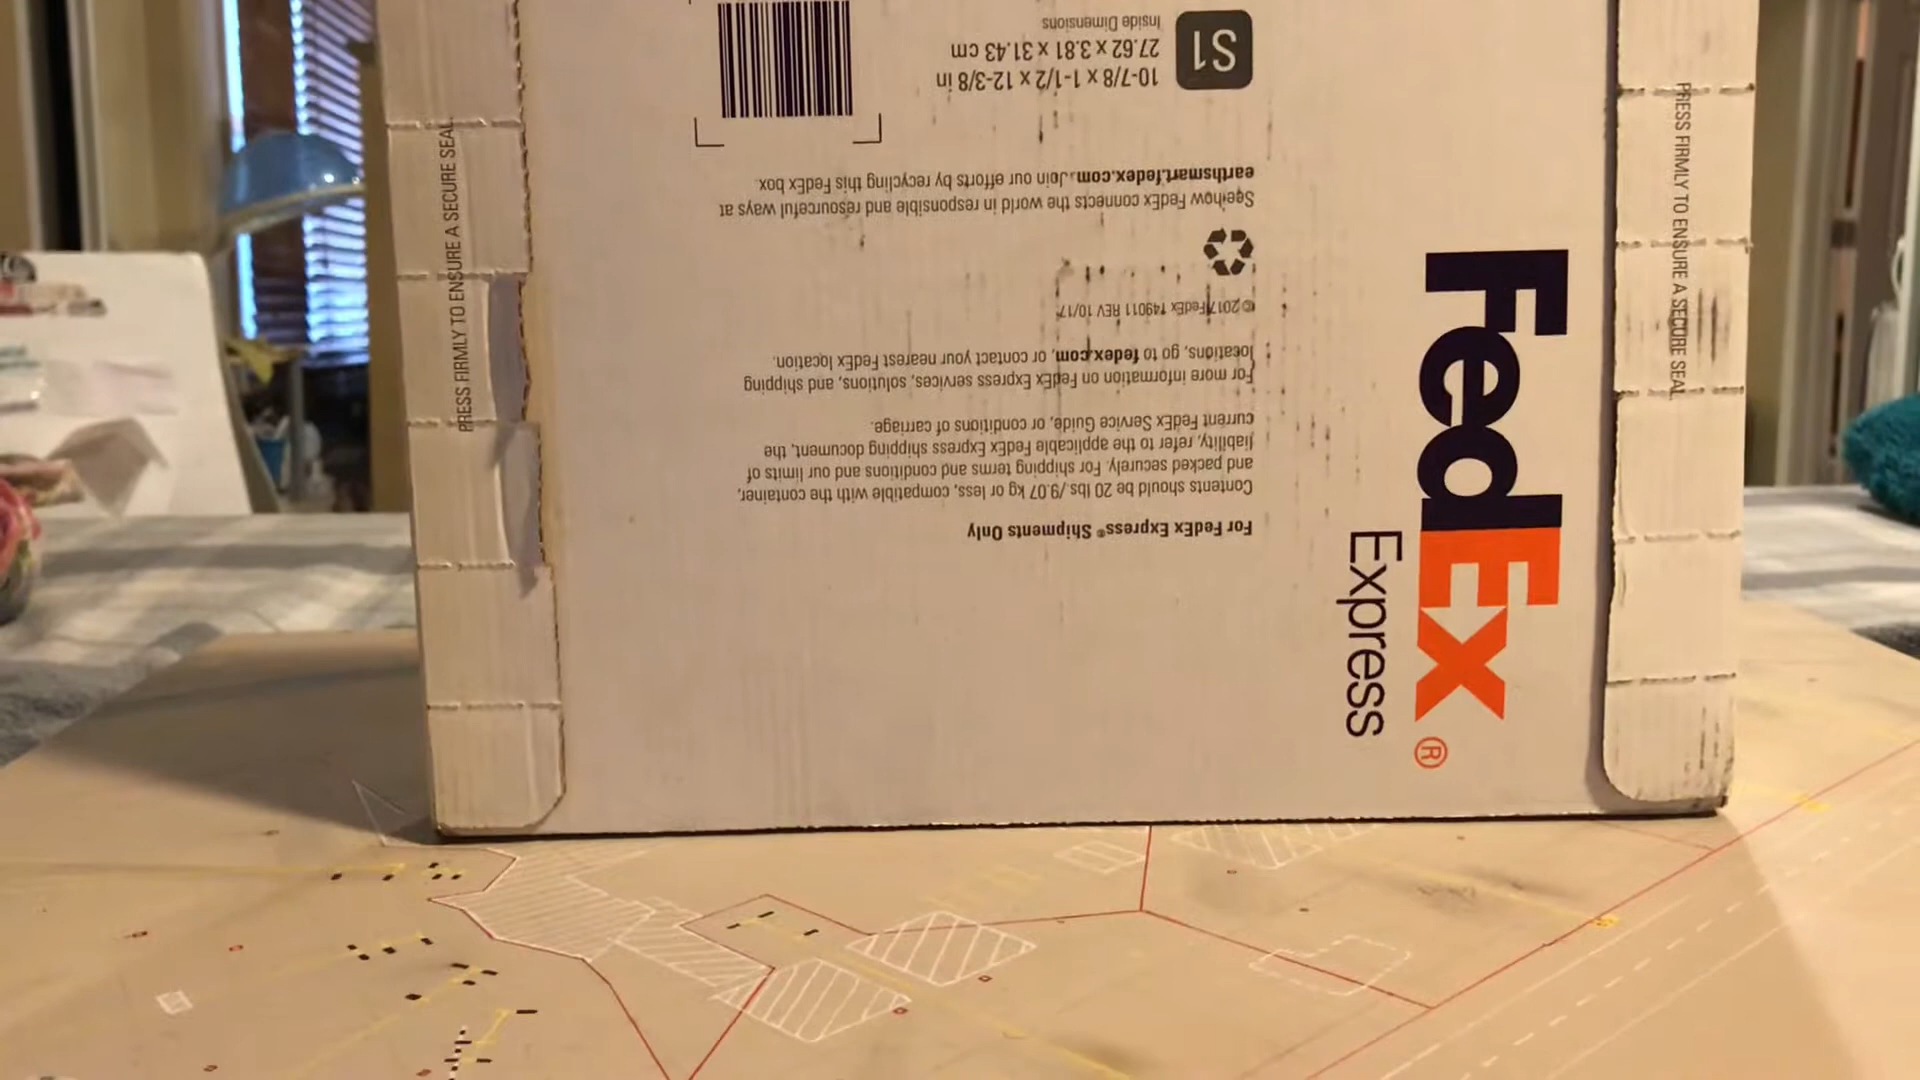 For FedEx Express® Shipments Only
Contents should be 20 lbs./9.07 kg or less, compatible with the container,
and packed securely. For shipping terms and conditions and our limits of
liability, refer to the applicable FedEx Express shipping document, the
current FedEx Service Guide, or conditions of carriage.
For more information on FedEx Express services, solutions, and shipping
locations, go to fedex.com, or contact your nearest FedEx location.
© 2017 FedEx 149011 REV 10/17
See how FedEx connects the world in responsible and resourceful ways at
earthsmart.fedex.com. Join our efforts by recycling this FedEx box.
S1
10-7/8 x 1-1/2 x 12-3/8 in
27.62 x 3.81 x 31.43 cm
Inside Dimensions
FedEx®
Express
PRESS FIRMLY TO ENSURE A SECURE SEAL
PRESS FIRMLY TO ENSURE A SECURE SEAL